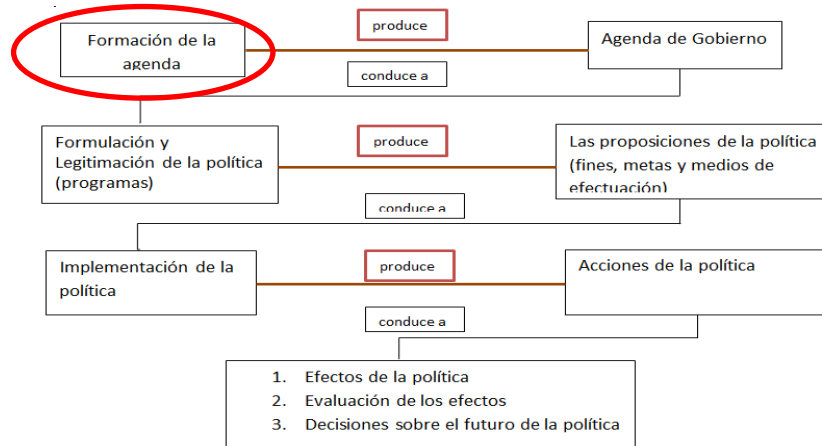 Formación de la
agenda
produce
Agenda de Gobierno
conduce a
Formulación y
Legitimación de la política
(programas)
produce
Las proposiciones de la política
(fines, metas y medios de
efectuación)
conduce a
Implementación de la
política
produce
Acciones de la política
conduce a
1. Efectos de la política
2. Evaluación de los efectos
3. Decisiones sobre el futuro de la política